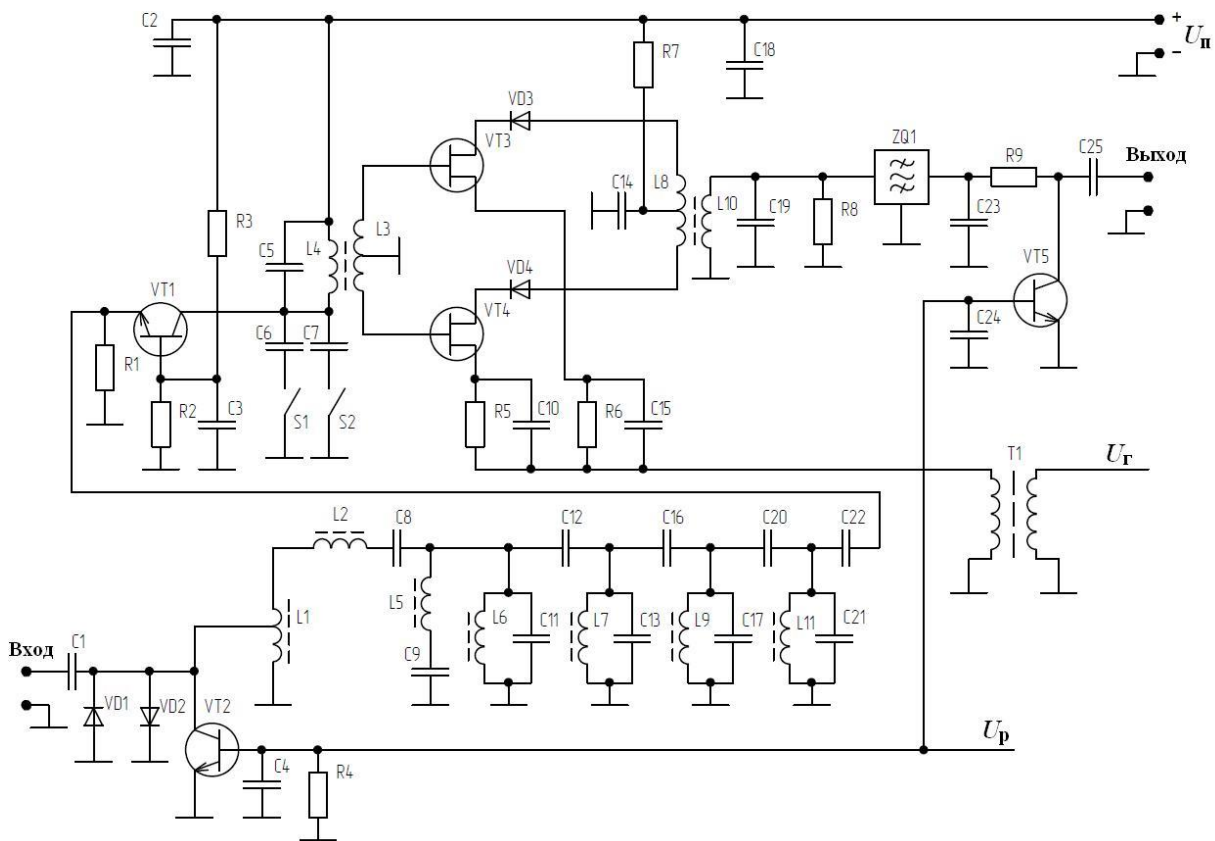 C2
R7
C18
+
Uп
−
VD3
VT3
ZQ1
C25
Выход
R9
R3
C14
L8
L10
C19
R8
C23
L3
L4
C5
VT5
VT1
VD4
VT4
C24
C6
C7
R1
R2
C3
S1
S2
R5
C10
R6
C15
T1
Uг
L2
C8
C12
C16
C20
C22
L5
L1
L6
C11
L7
C13
L9
C17
L11
C21
Вход
C1
C9
VD1
VD2
VT2
Uр
C4
R4